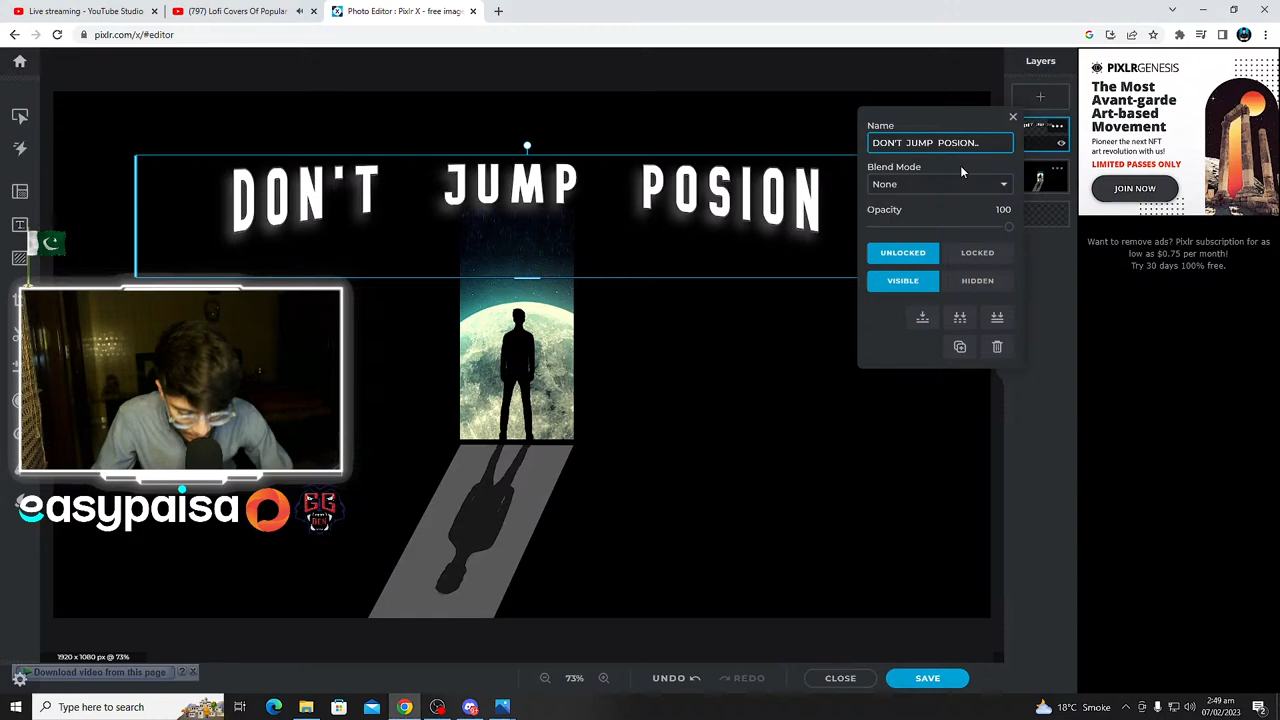 Live streaming - YouTube Studio
(797) Lofi Covers Of Popular
Photo Editor : Pixlr X - free imag
pixlr.com/x/#editor
Layers
PIXLRGENESIS
The Most
Avant-garde
Art-based
Movement
Pioneer the next NFT
art revolution with us!
LIMITED PASSES ONLY
JOIN NOW
Want to remove ads? Pixlr subscription for as
low as $0.75 per month!
Try 30 days 100% free.
Name
DON'T JUMP POSION..
Blend Mode
None
Opacity 100
UNLOCKED LOCKED
VISIBLE HIDDEN
DON'T JUMP POSION
easypaisa
GG
GEN
1920 x 1080 px @ 73%
Download video from this page ? X
73% UNDO REDO CLOSE SAVE
Type here to search
18°C Smoke
2:49 am
07/02/2023
2